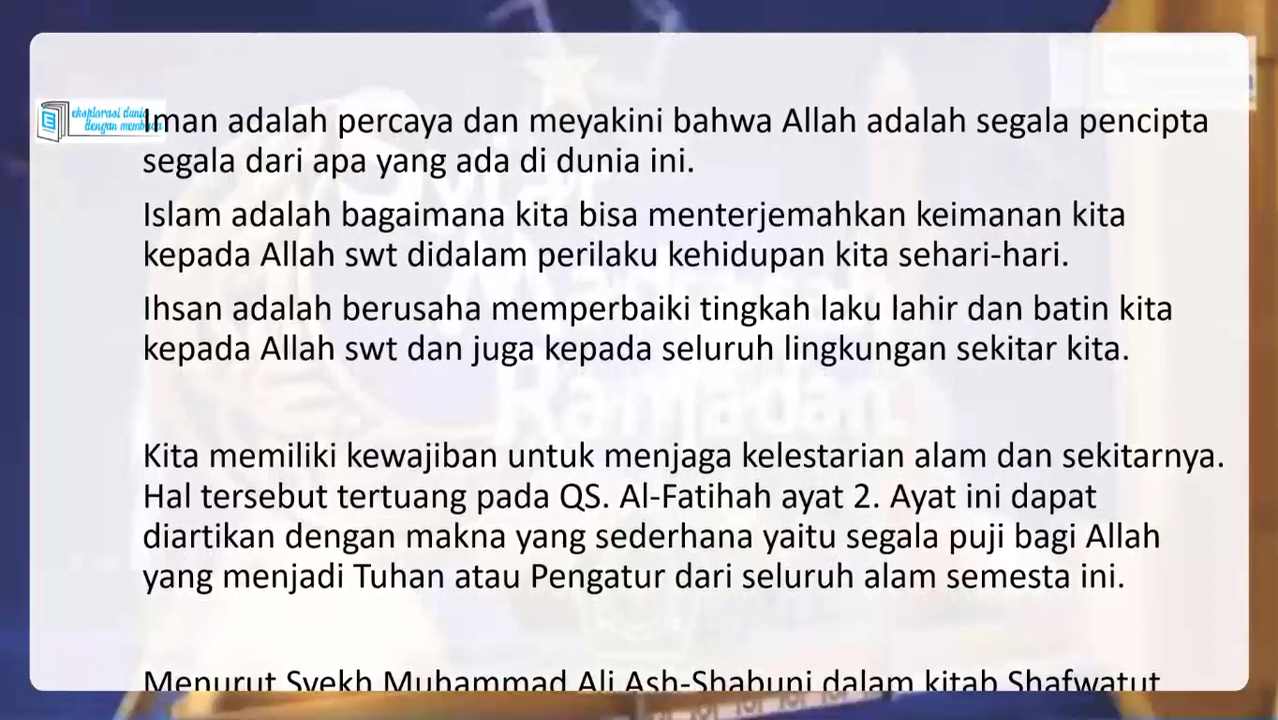 eksplorasi dunia
dengan membaca
Iman adalah percaya dan meyakini bahwa Allah adalah segala pencipta
segala dari apa yang ada di dunia ini.
Islam adalah bagaimana kita bisa menterjemahkan keimanan kita
kepada Allah swt didalam perilaku kehidupan kita sehari-hari.
Ihsan adalah berusaha memperbaiki tingkah laku lahir dan batin kita
kepada Allah swt dan juga kepada seluruh lingkungan sekitar kita.
Kita memiliki kewajiban untuk menjaga kelestarian alam dan sekitarnya.
Hal tersebut tertuang pada QS. Al-Fatihah ayat 2. Ayat ini dapat
diartikan dengan makna yang sederhana yaitu segala puji bagi Allah
yang menjadi Tuhan atau Pengatur dari seluruh alam semesta ini.
Menurut Syekh Muhammad Ali Ash-Shabuni dalam kitab Shafwatut
Ramadan